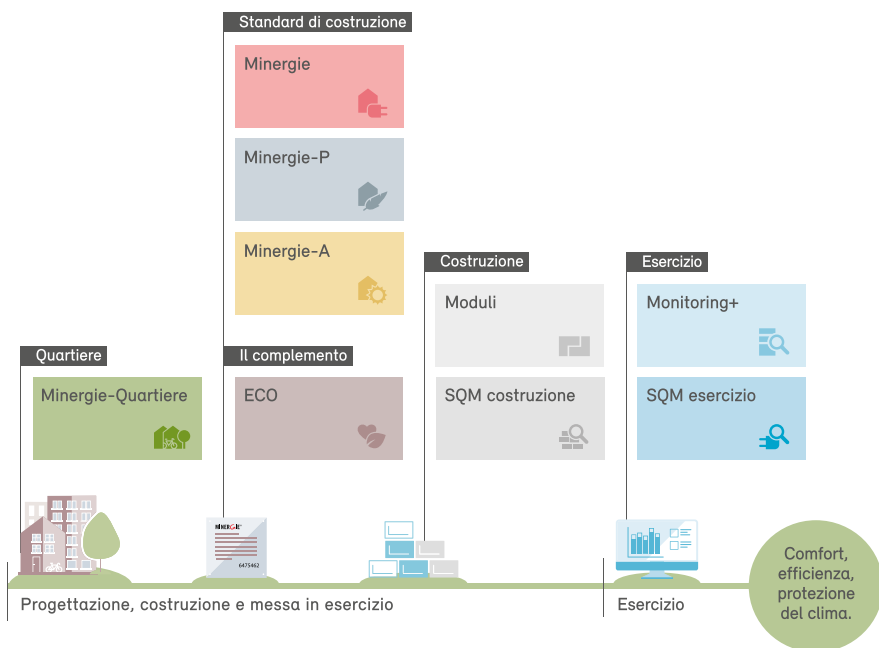 Standard di costruzione
Minergie
Minergie-P
Minergie-A
Costruzione
Esercizio
Moduli
Monitoring+
Quartiere
Il complemento
Minergie-Quartiere
ECO
SQM costruzione
SQM esercizio
MINERGIE®
6475462
Comfort,
efficienza,
protezione
del clima.
Progettazione, costruzione e messa in esercizio
Esercizio